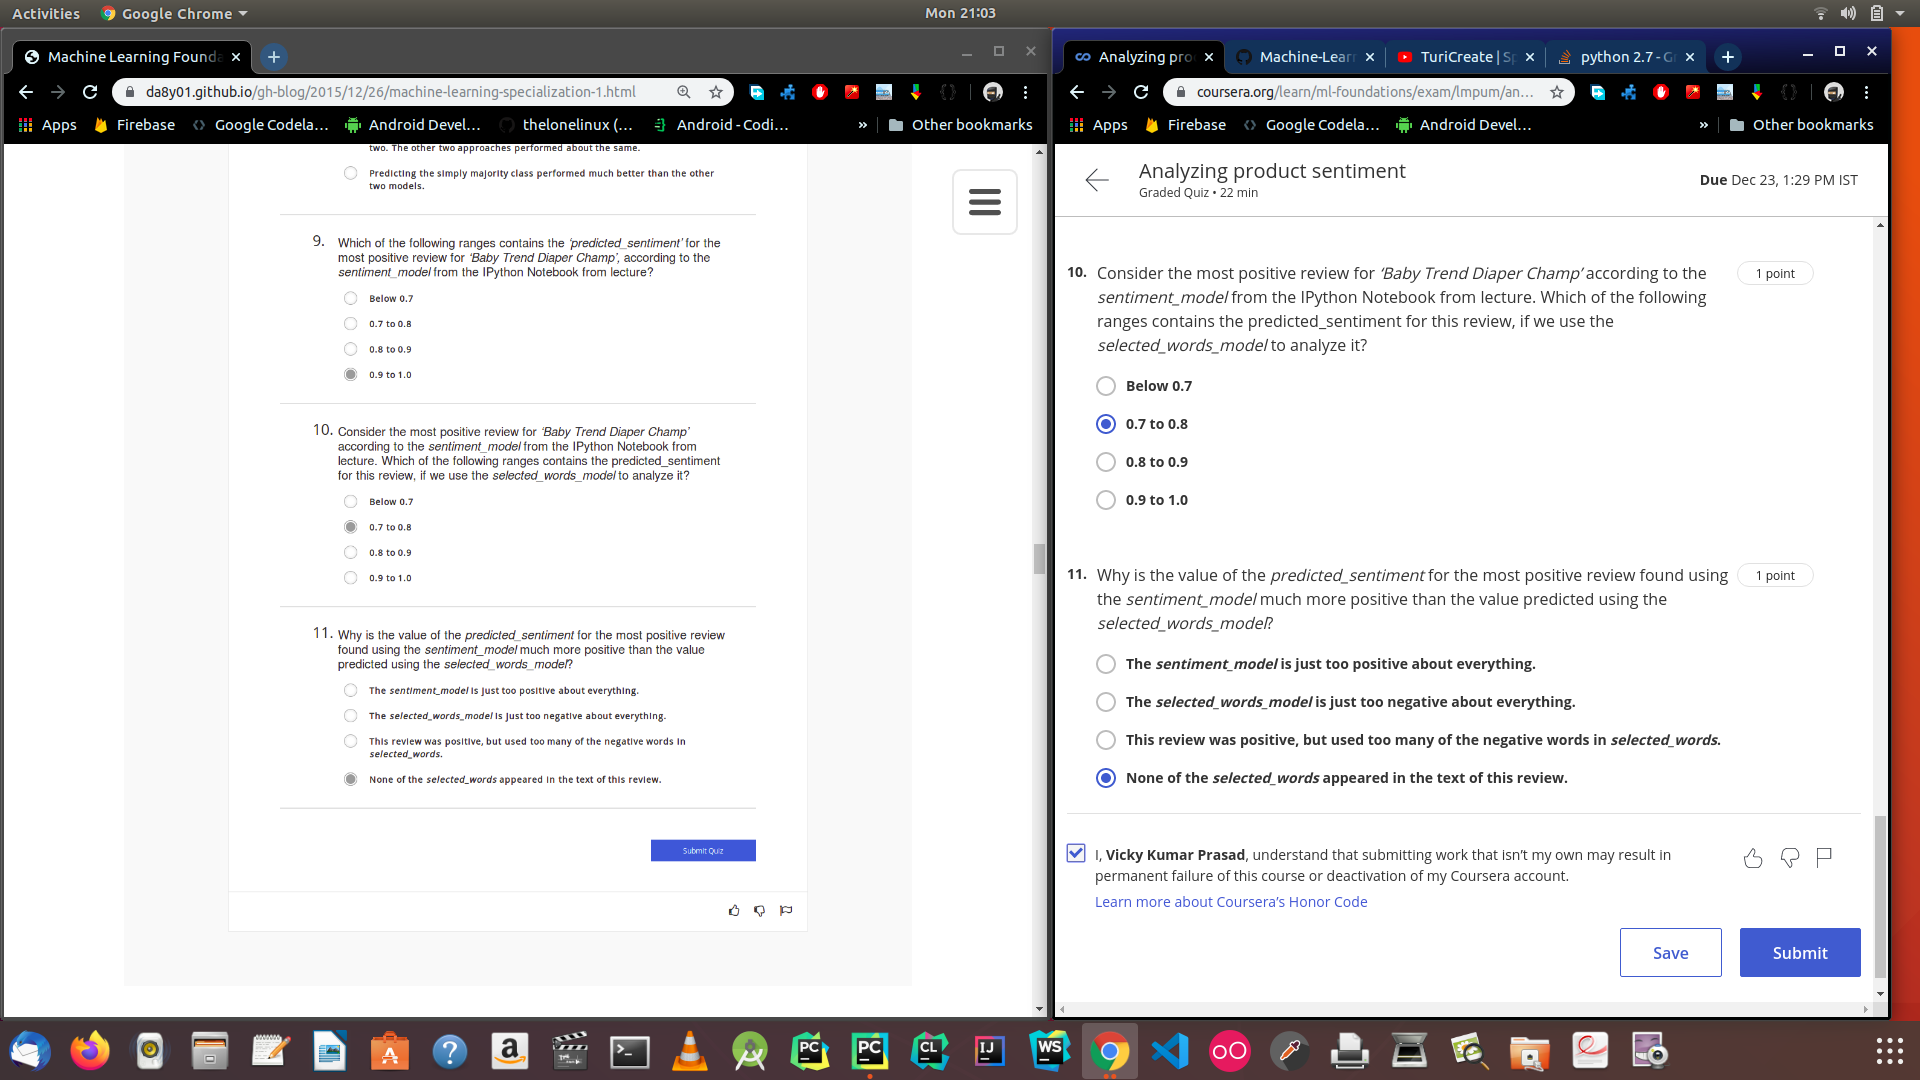 Activities
Google Chrome
Mon 21:03
Machine Learning Founda
da8y01.github.io/gh-blog/2015/12/26/machine-learning-specialization-1.html
Apps
Firebase
Google Codela...
Android Devel...
thelonelinux (...
Android - Codi...
»
Other bookmarks
two. The other two approaches performed about the same.
Predicting the simply majority class performed much better than the other
two models.
9. Which of the following ranges contains the ‘predicted_sentiment’ for the
most positive review for ‘Baby Trend Diaper Champ’, according to the
sentiment_model from the IPython Notebook from lecture?
Below 0.7
0.7 to 0.8
0.8 to 0.9
0.9 to 1.0
10. Consider the most positive review for ‘Baby Trend Diaper Champ’
according to the sentiment_model from the IPython Notebook from
lecture. Which of the following ranges contains the predicted_sentiment
for this review, if we use the selected_words_model to analyze it?
Below 0.7
0.7 to 0.8
0.8 to 0.9
0.9 to 1.0
11. Why is the value of the predicted_sentiment for the most positive review
found using the sentiment_model much more positive than the value
predicted using the selected_words_model?
The sentiment_model is just too positive about everything.
The selected_words_model is just too negative about everything.
This review was positive, but used too many of the negative words in
selected_words.
None of the selected_words appeared in the text of this review.
Submit Quiz
Analyzing pro
Machine-Lear
TuriCreate | Sp
python 2.7 - G
coursera.org/learn/ml-foundations/exam/lmpum/an...
Apps
Firebase
Google Codela...
Android Devel...
»
Other bookmarks
Analyzing product sentiment
Graded Quiz • 22 min
Due Dec 23, 1:29 PM IST
10. Consider the most positive review for ‘Baby Trend Diaper Champ’ according to the
1 point
sentiment_model from the IPython Notebook from lecture. Which of the following
ranges contains the predicted_sentiment for this review, if we use the
selected_words_model to analyze it?
Below 0.7
0.7 to 0.8
0.8 to 0.9
0.9 to 1.0
11. Why is the value of the predicted_sentiment for the most positive review found using
1 point
the sentiment_model much more positive than the value predicted using the
selected_words_model?
The sentiment_model is just too positive about everything.
The selected_words_model is just too negative about everything.
This review was positive, but used too many of the negative words in selected_words.
None of the selected_words appeared in the text of this review.
I, Vicky Kumar Prasad, understand that submitting work that isn’t my own may result in
permanent failure of this course or deactivation of my Coursera account.
Learn more about Coursera’s Honor Code
Save
Submit
PC
PC
CL
IJ
WS